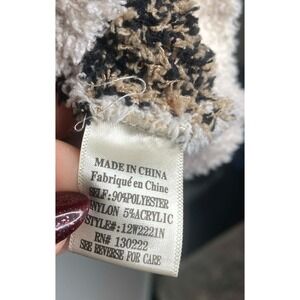 MADE IN CHINA
Fabriqué en Chine
SELF: 90%POLYESTER
NYLON 5%ACRYLIC
STYLE#: 12W2221N
RN# 130222
SEE REVERSE FOR CARE